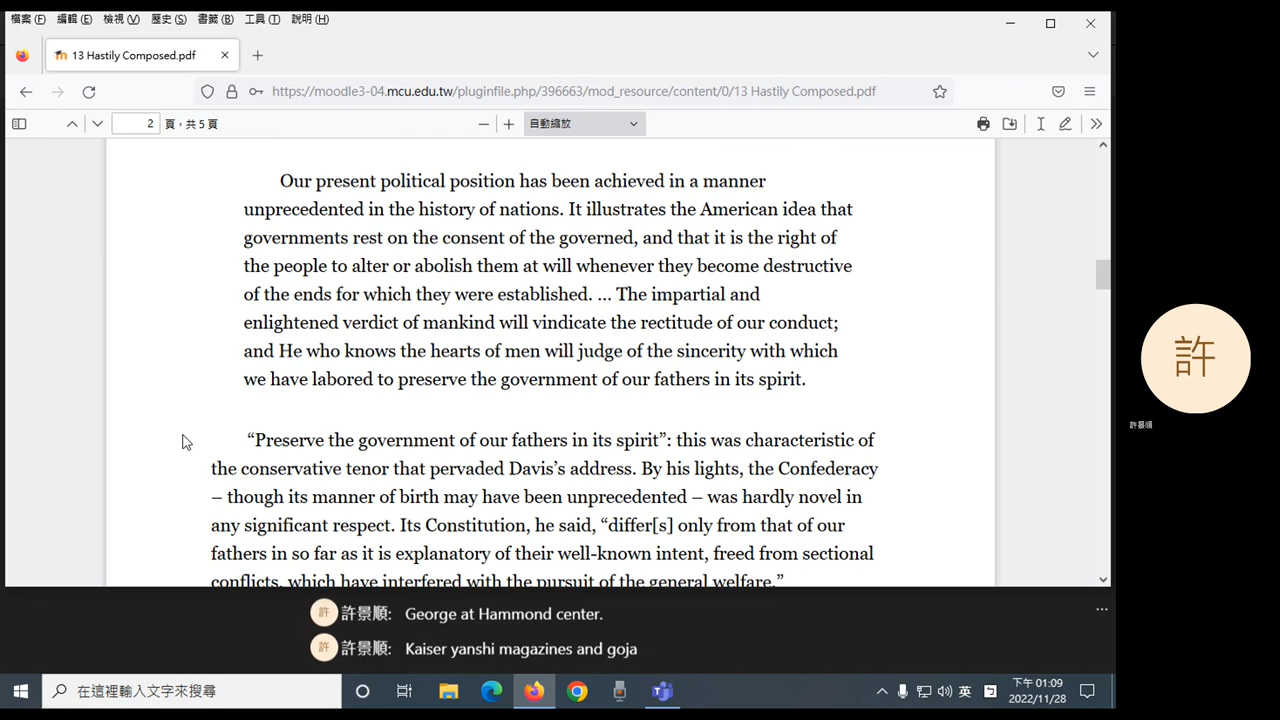 檔案(F) 編輯(E) 檢視(V) 歷史(S) 書籤(B) 工具(T) 說明(H)
13 Hastily Composed.pdf
https://moodle3-04.mcu.edu.tw/pluginfile.php/396663/mod_resource/content/0/13 Hastily Composed.pdf
2 頁，共 5 頁 自動縮放
Our present political position has been achieved in a manner
unprecedented in the history of nations. It illustrates the American idea that
governments rest on the consent of the governed, and that it is the right of
the people to alter or abolish them at will whenever they become destructive
of the ends for which they were established. … The impartial and
enlightened verdict of mankind will vindicate the rectitude of our conduct;
and He who knows the hearts of men will judge of the sincerity with which
we have labored to preserve the government of our fathers in its spirit.
“Preserve the government of our fathers in its spirit”: this was characteristic of
the conservative tenor that pervaded Davis’s address. By his lights, the Confederacy
– though its manner of birth may have been unprecedented – was hardly novel in
any significant respect. Its Constitution, he said, “differ[s] only from that of our
fathers in so far as it is explanatory of their well-known intent, freed from sectional
conflicts, which have interfered with the pursuit of the general welfare.”
許
許景順
許 許景順: George at Hammond center.
許 許景順: Kaiser yanshi magazines and goja
在這裡輸入文字來搜尋
英
下午 01:09
2022/11/28